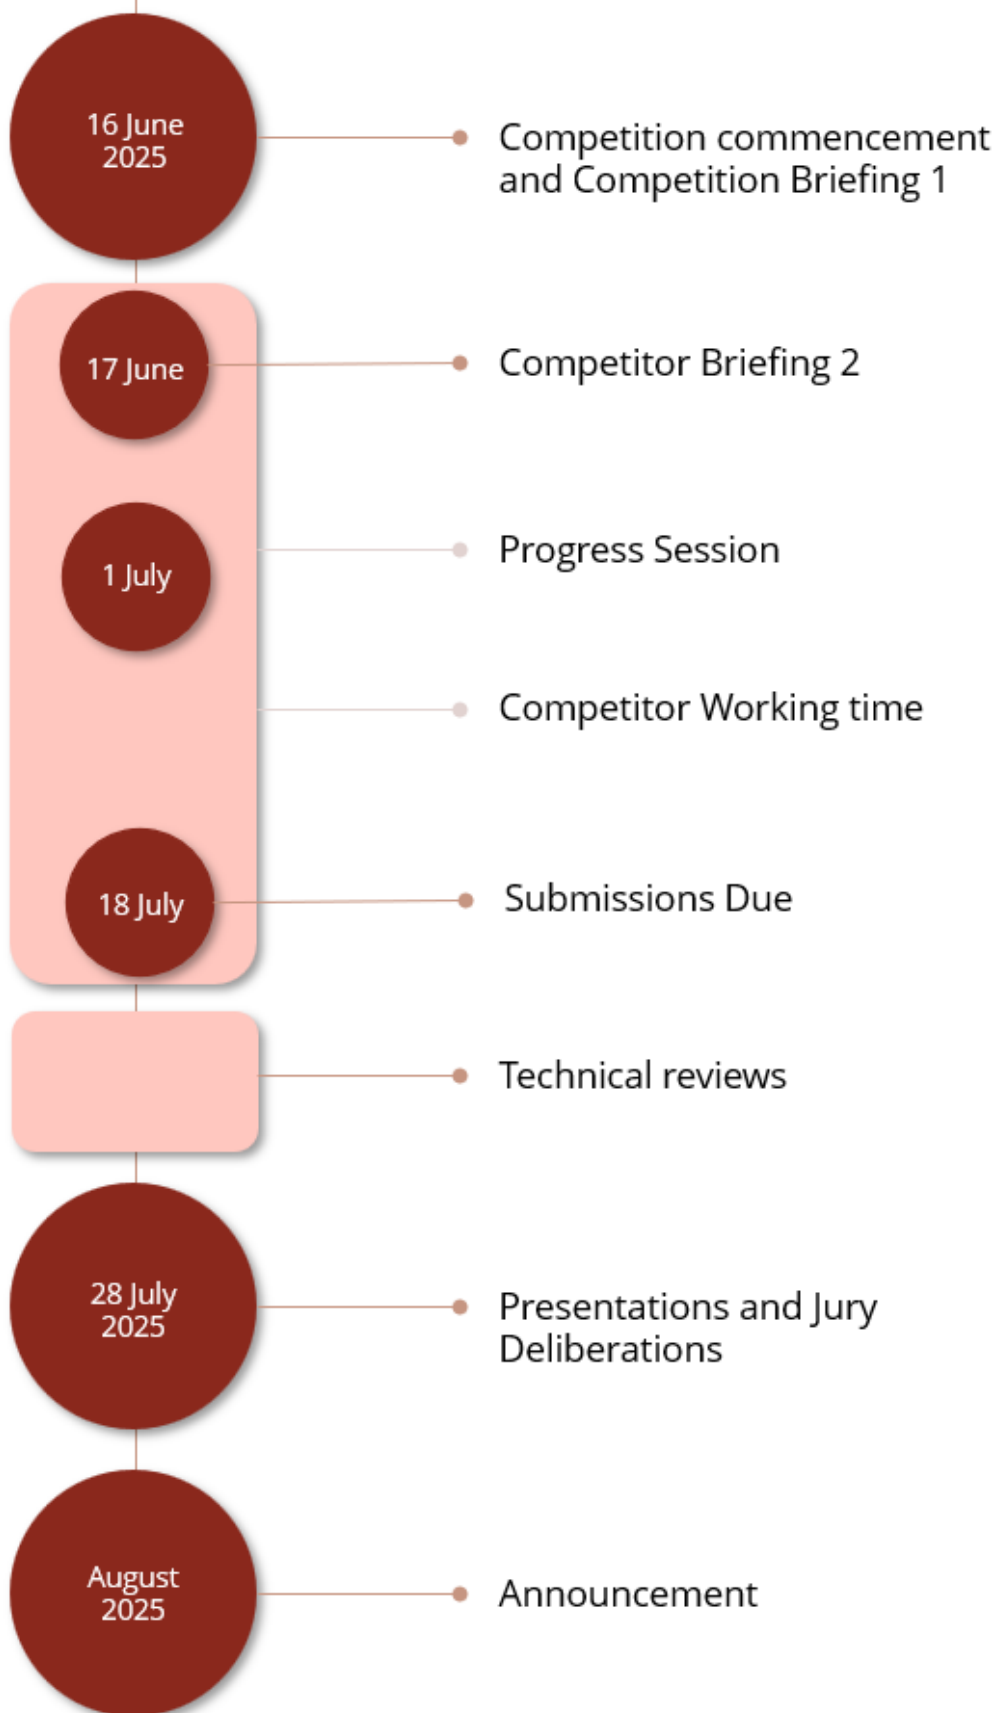 16 June
2025
Competition commencement
and Competition Briefing 1
17 June
Competitor Briefing 2
1 July
Progress Session
Competitor Working time
18 July
Submissions Due
Technical reviews
28 July
2025
Presentations and Jury
Deliberations
August
2025
Announcement